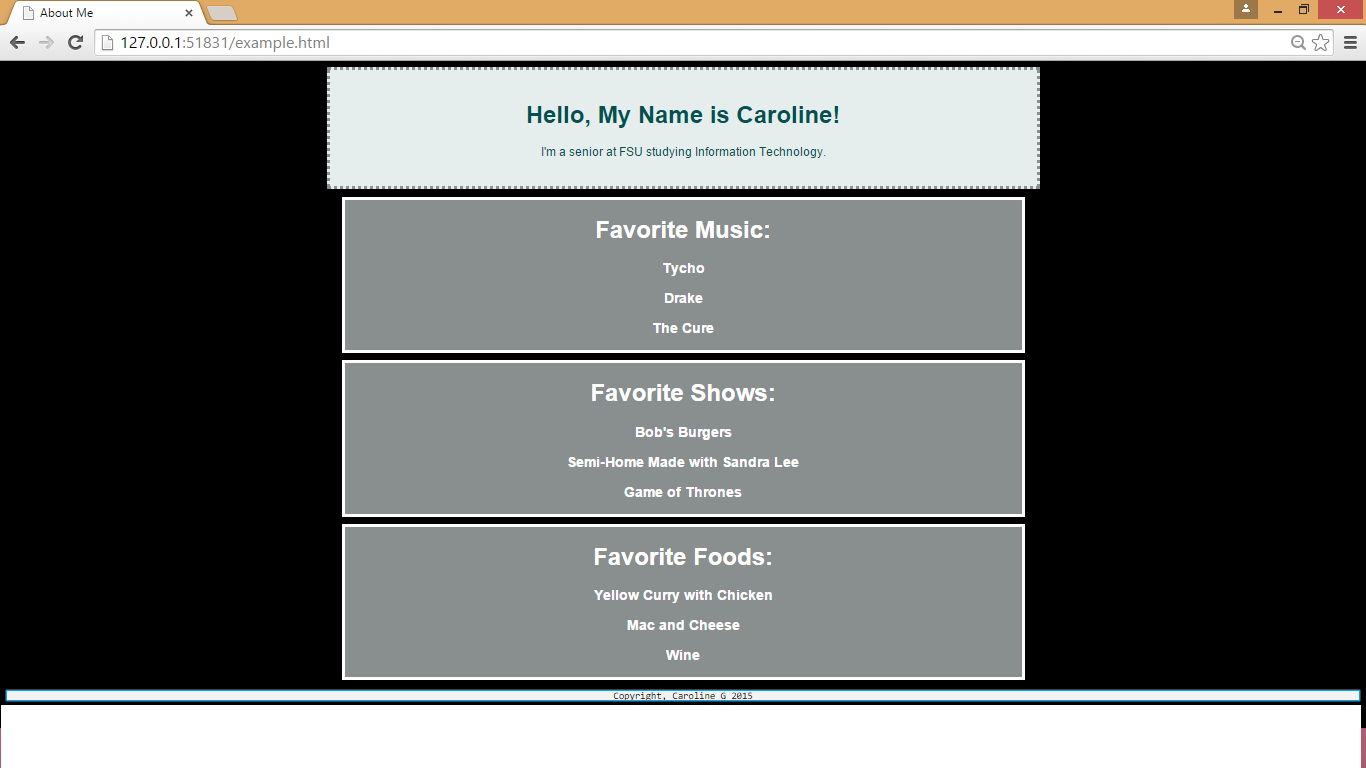 About Me
127.0.0.1:51831/example.html
Hello, My Name is Caroline!
I'm a senior at FSU studying Information Technology.
Favorite Music:
Tycho
Drake
The Cure
Favorite Shows:
Bob's Burgers
Semi-Home Made with Sandra Lee
Game of Thrones
Favorite Foods:
Yellow Curry with Chicken
Mac and Cheese
Wine
Copyright, Caroline G 2015